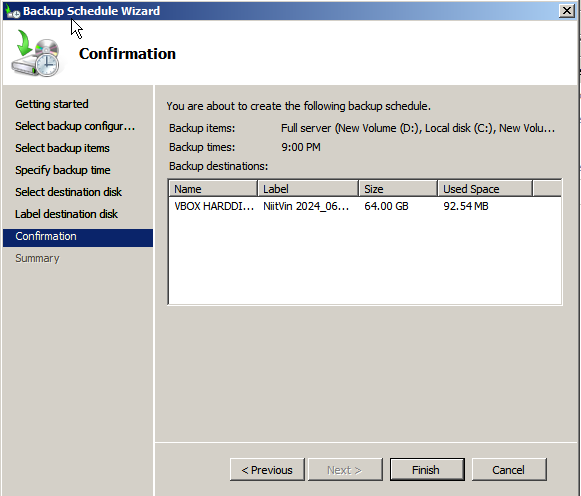 Backup Schedule Wizard
Confirmation
Getting started
Select backup configur...
Select backup items
Specify backup time
Select destination disk
Label destination disk
Confirmation
Summary
You are about to create the following backup schedule.
Backup items: Full server (New Volume (D:), Local disk (C:), New Volu...
Backup times: 9:00 PM
Backup destinations:
Name Label Size Used Space
VBOX HARDDI... NiitVin 2024_06... 64.00 GB 92.54 MB
< Previous Next > Finish Cancel